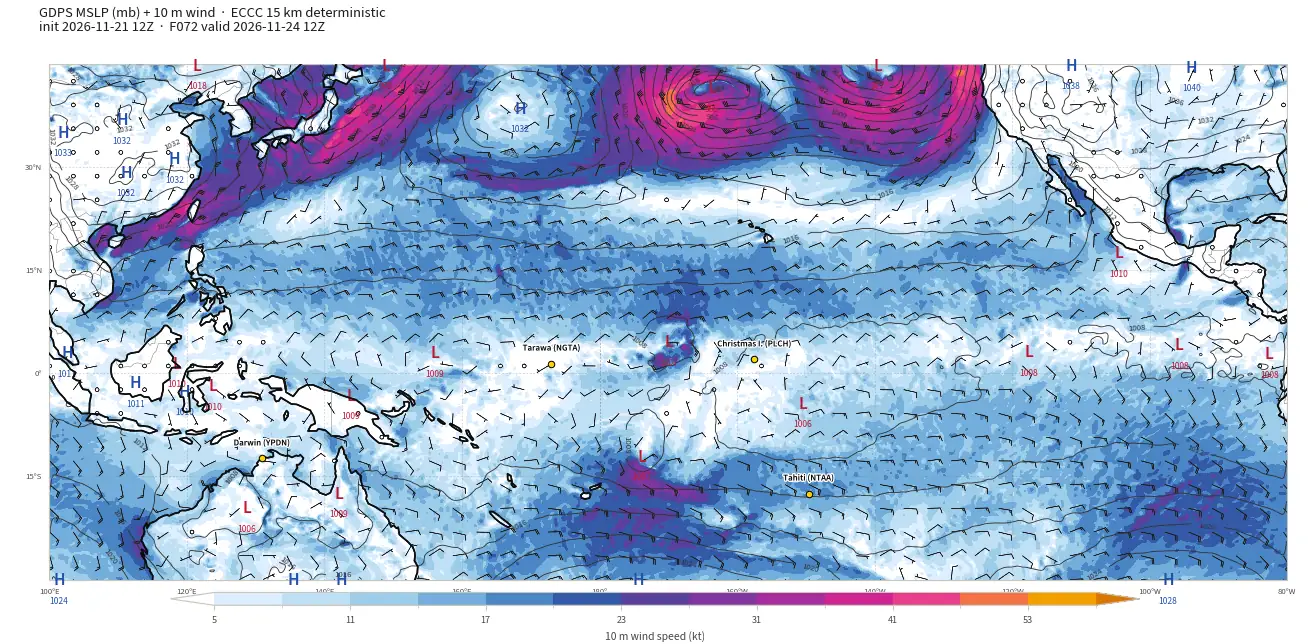 GDPS MSLP (mb) + 10 m wind · ECCC 15 km deterministic
init 2026-11-21 12Z · F072 valid 2026-11-24 12Z
L
1018
L
L
H
1038
H
1040
H
1032
H
1032
H
1033
H
1032
H
1032
30°N
15°N
0°
15°S
L
1010
Tarawa (NGTA)
Christmas I. (PLCH)
L
L
1009
L
1008
L
1008
L
1008
H
101
L
1010
H
1011
L
1010
L
1009
L
1006
Darwin (YPDN)
L
Tahiti (NTAA)
L
1006
L
1009
H
1024
H
H
H
H
1028
100°E
120°E
140°E
160°E
180°
160°W
140°W
120°W
100°W
80°W
5
11
17
23
31
41
53
10 m wind speed (kt)